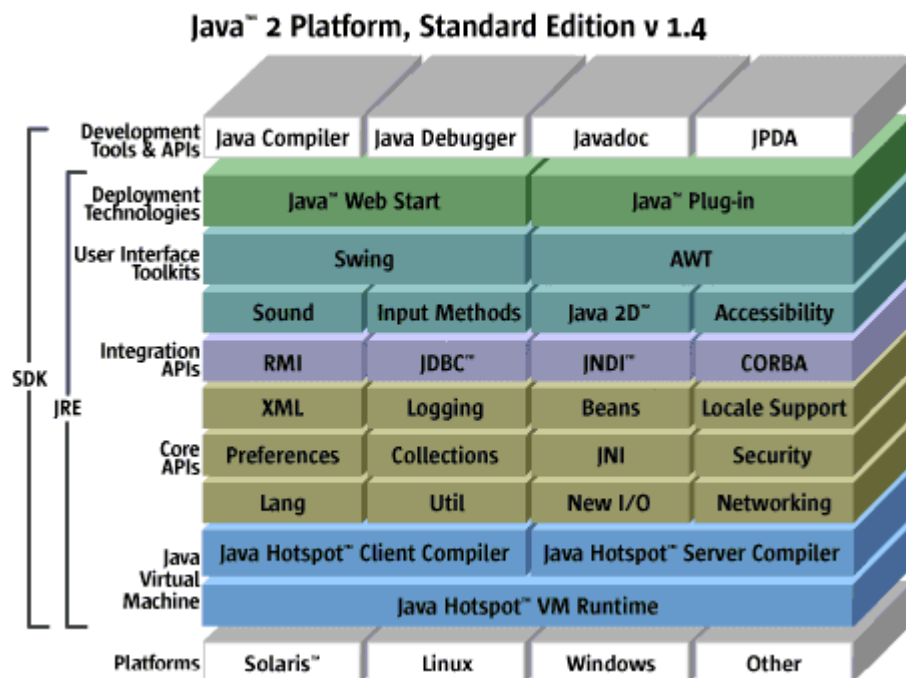 Java™ 2 Platform, Standard Edition v 1.4
Development
Tools & APIs
Java Compiler
Java Debugger
Javadoc
JPDA
Deployment
Technologies
Java™ Web Start
Java™ Plug-in
User Interface
Toolkits
Swing
AWT
Sound
Input Methods
Java 2D™
Accessibility
Integration
APIs
RMI
JDBC™
JNDI™
CORBA
SDK
JRE
XML
Logging
Beans
Locale Support
Core
APIs
Preferences
Collections
JNI
Security
Lang
Util
New I/O
Networking
Java
Virtual
Machine
Java Hotspot™ Client Compiler
Java Hotspot™ Server Compiler
Java Hotspot™ VM Runtime
Platforms
Solaris™
Linux
Windows
Other